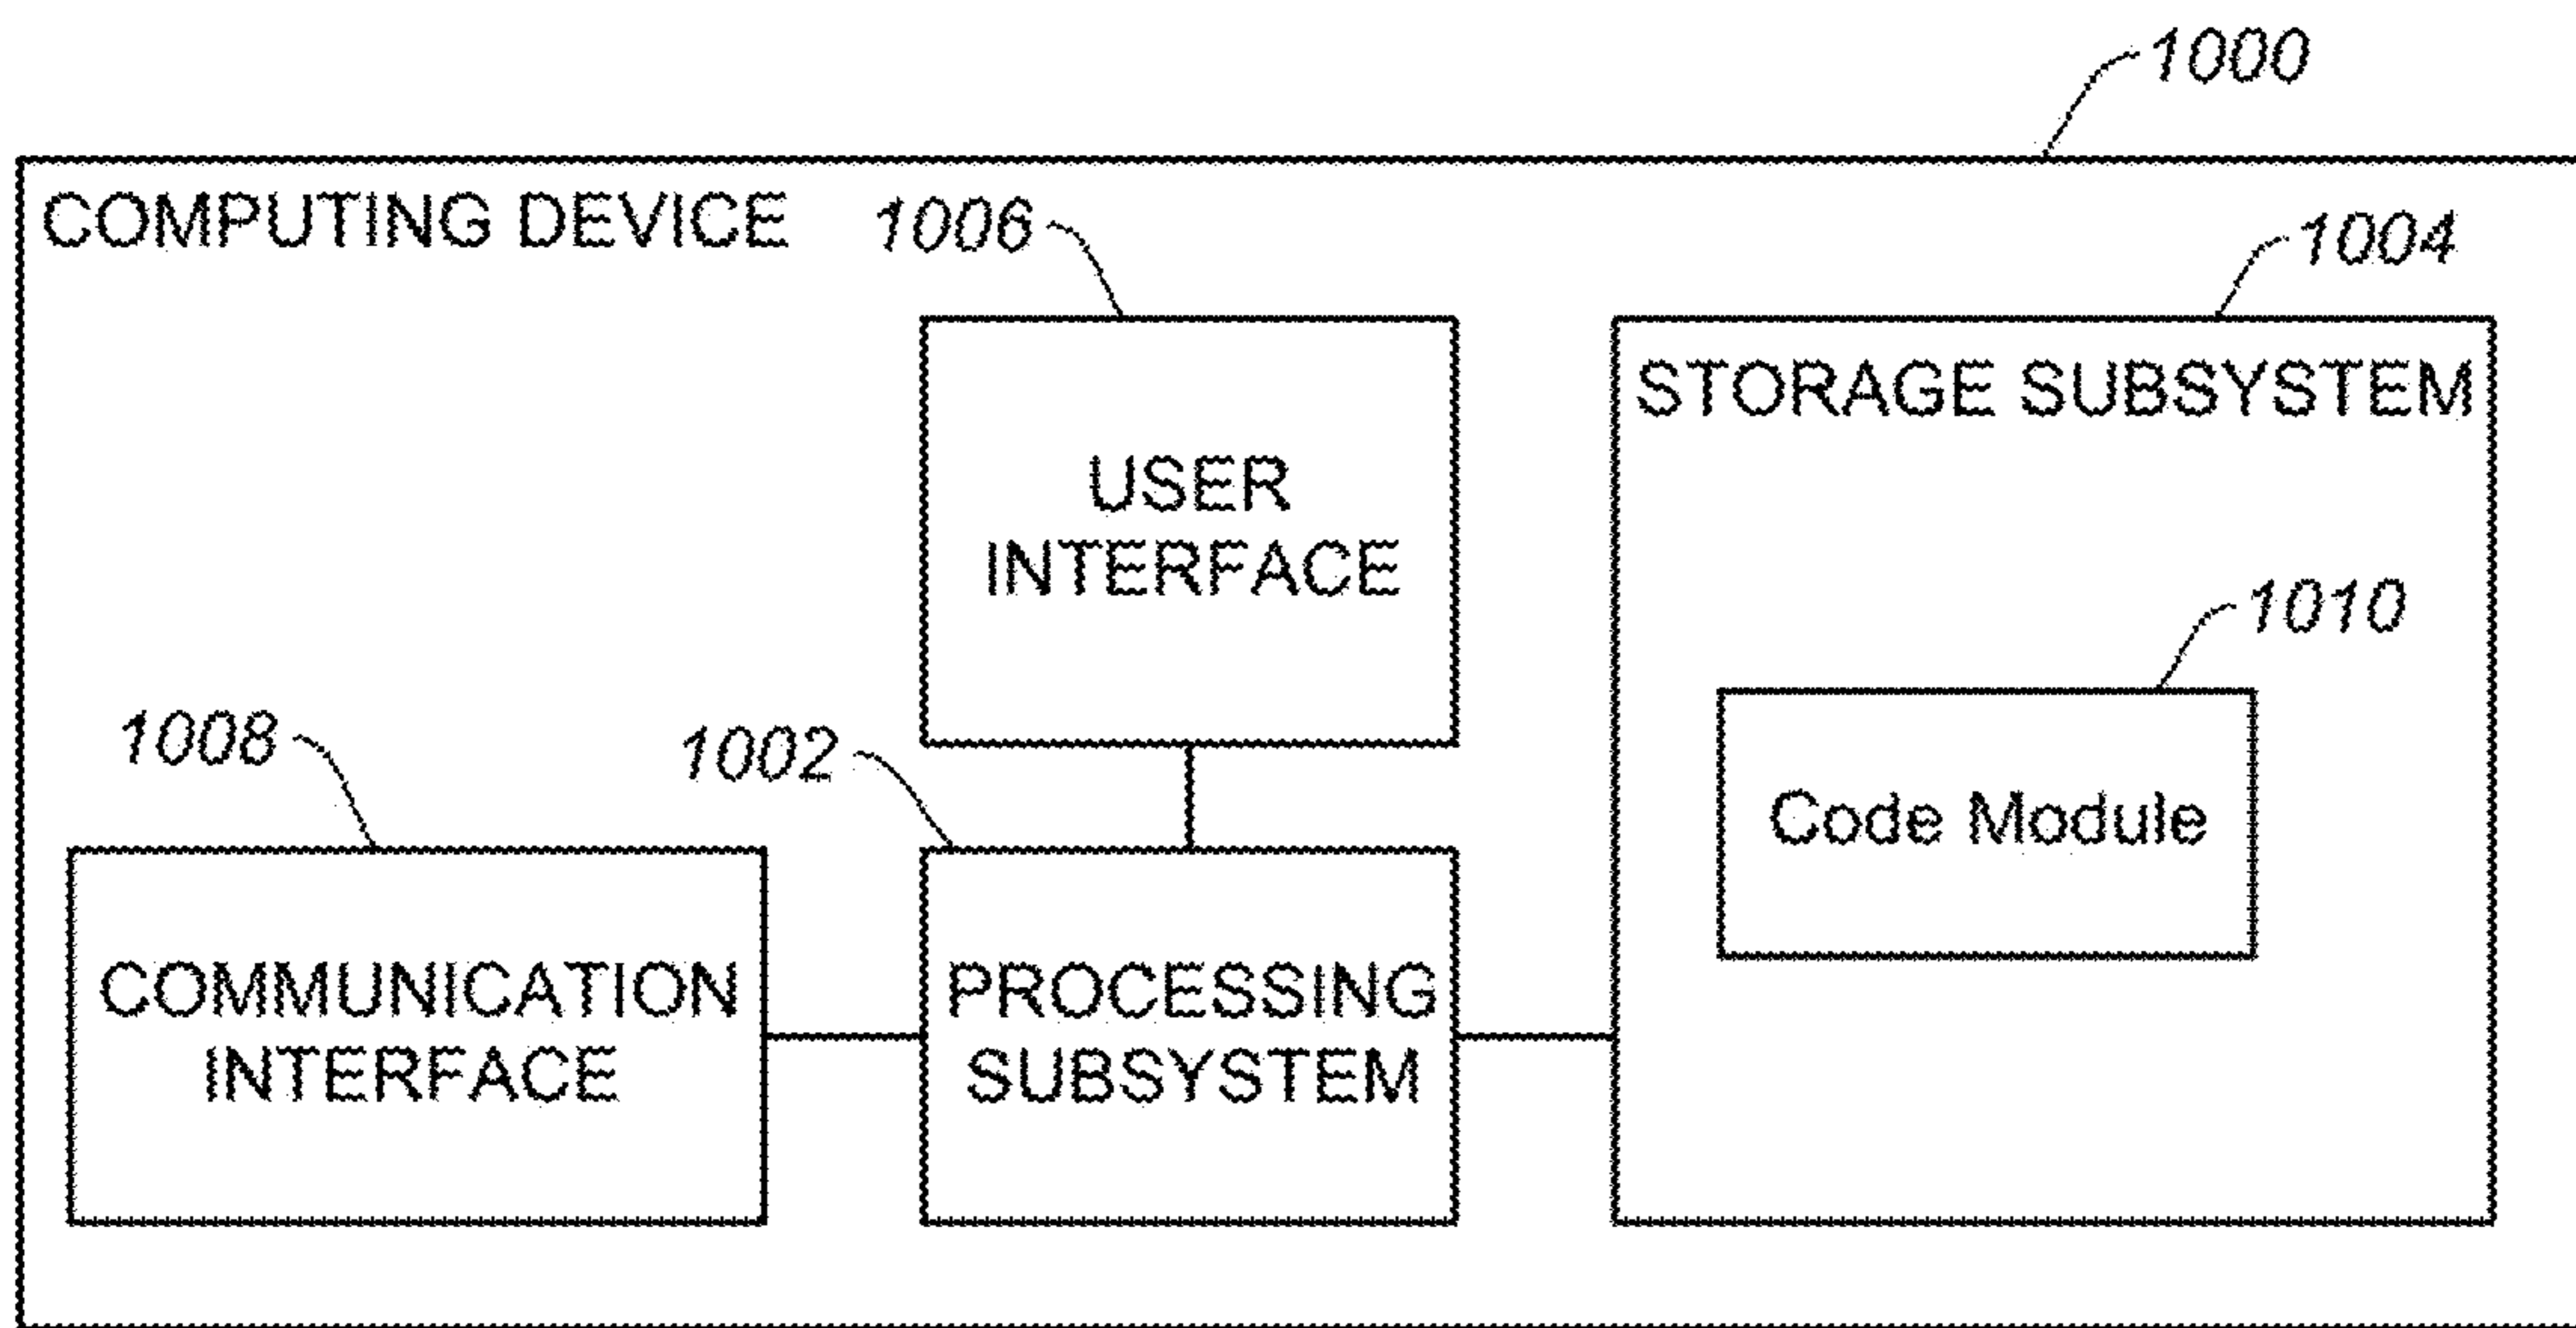 1000
COMPUTING DEVICE
1006
1004
STORAGE SUBSYSTEM
USER
INTERFACE
1010
1008
1002
Code Module
COMMUNICATION
INTERFACE
PROCESSING
SUBSYSTEM